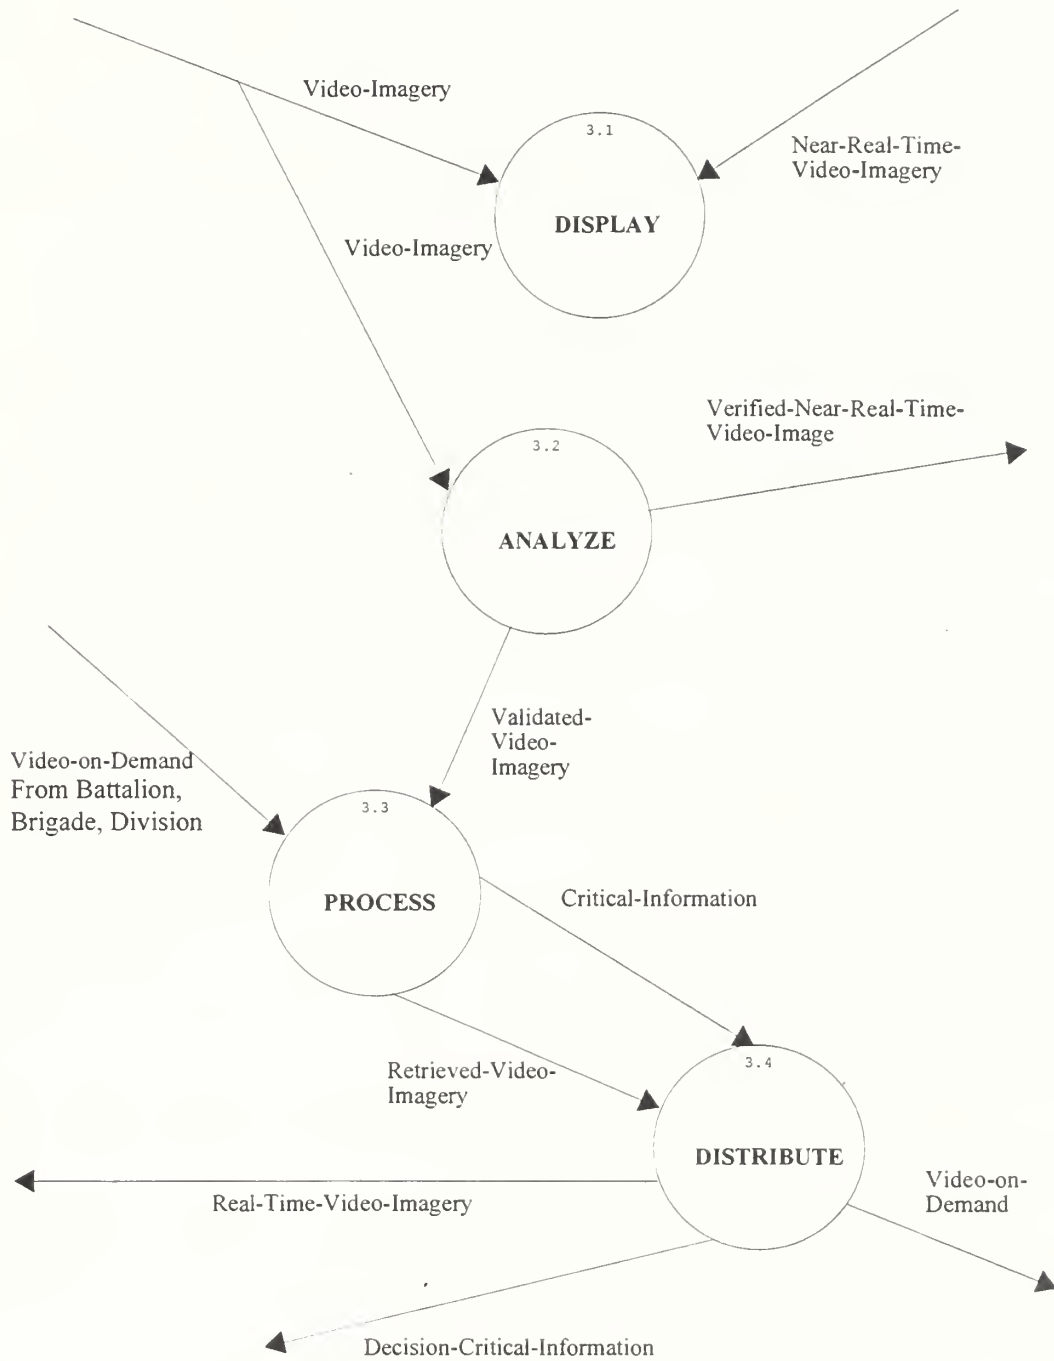 Video-Imagery
3.1
Near-Real-Time-
Video-Imagery
DISPLAY
Video-Imagery
Verified-Near-Real-Time-
Video-Image
3.2
ANALYZE
Validated-
Video-
Imagery
Video-on-Demand
From Battalion,
Brigade, Division
3.3
PROCESS
Critical-Information
Retrieved-Video-
Imagery
3.4
DISTRIBUTE
Video-on-
Demand
Real-Time-Video-Imagery
Decision-Critical-Information